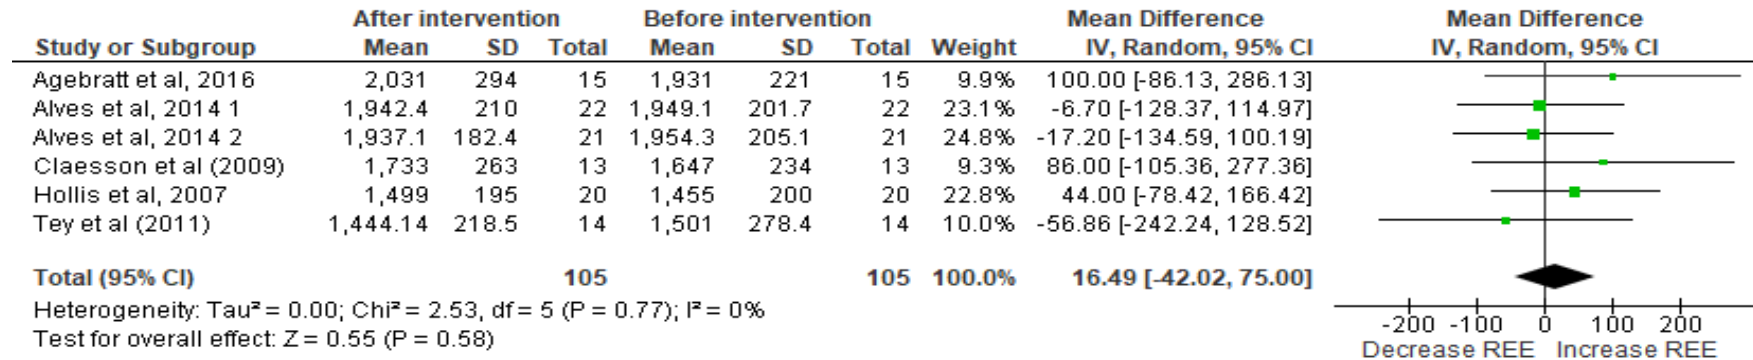 After intervention Before intervention Mean Difference Mean Difference
Study or Subgroup Mean SD Total Mean SD Total Weight IV, Random, 95% CI IV, Random, 95% CI
Agebratt et al, 2016 2,031 294 15 1,931 221 15 9.9% 100.00 [-86.13, 286.13]
Alves et al, 2014 1 1,942.4 210 22 1,949.1 201.7 22 23.1% -6.70 [-128.37, 114.97]
Alves et al, 2014 2 1,937.1 182.4 21 1,954.3 205.1 21 24.8% -17.20 [-134.59, 100.19]
Claesson et al (2009) 1,733 263 13 1,647 234 13 9.3% 86.00 [-105.36, 277.36]
Hollis et al, 2007 1,499 195 20 1,455 200 20 22.8% 44.00 [-78.42, 166.42]
Tey et al (2011) 1,444.14 218.5 14 1,501 278.4 14 10.0% -56.86 [-242.24, 128.52]
Total (95% CI) 105 105 100.0% 16.49 [-42.02, 75.00]
Heterogeneity: Tau² = 0.00; Chi² = 2.53, df = 5 (P = 0.77); I² = 0%
Test for overall effect: Z = 0.55 (P = 0.58)
-200 -100 0 100 200
Decrease REE Increase REE